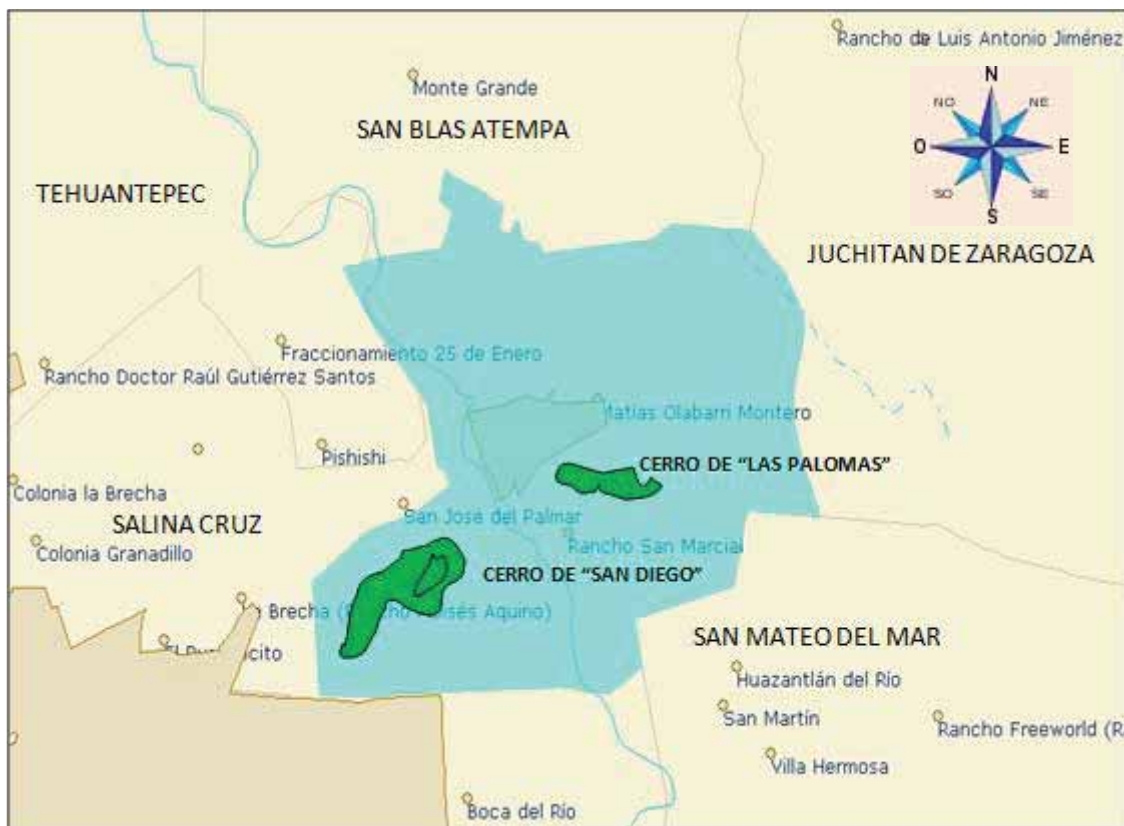 Rancho de Luis Antonio Jiménez
Monte Grande
N
NO
NE
SAN BLAS ATEMPA
O
E
TEHUANTEPEC
SO
SE
S
JUCHITAN DE ZARAGOZA
Fraccionamiento 25 de Enero
Rancho Doctor Raúl Gutiérrez Santos
Matías Olabarri Montero
Pishishi
CERRO DE “LAS PALOMAS”
Colonia la Brecha
San José del Palmar
SALINA CRUZ
Rancho San Marcial
Colonia Granadillo
CERRO DE “SAN DIEGO”
Brecha
Aquino)
SAN MATEO DEL MAR
Huazantlán del Río
San Martín
Rancho Freeworld (R
Villa Hermosa
Boca del Río